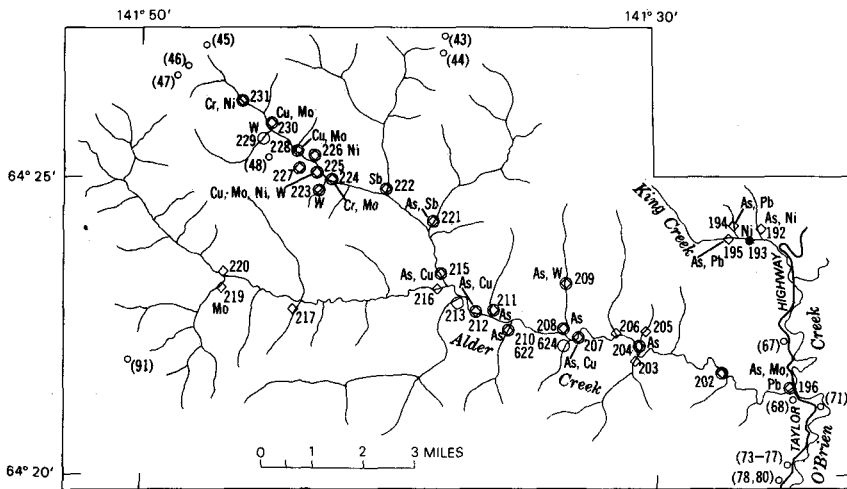 141° 50′
141° 30′
(45)
(43)
(46)
(44)
(47)
231
Cr, Ni
Cu, Mo
230
W
229
228
Cu, Mo
226 Ni
(48)
225
64° 25′
227
224
Sb
222
Cu, Mo, Ni, W
223
W
Cr, Mo
As, Sb
221
King Creek
As, Pb
194
As, Ni
192
Ni
As, Pb
195
193
220
As, Cu
215
As, W
209
219
Mo
216
As, Cu
211
217
213
212
As
208
As
206
205
HIGHWAY
Creek
Alder
As
210
622
624
207
204
As
(67)
(91)
As, Cu
Creek
203
202
As, Mo,
Pb
196
(68)
(71)
0 1 2 3 MILES
TAYLOR
O'Brien
64° 20′
(73–77)
(78, 80)